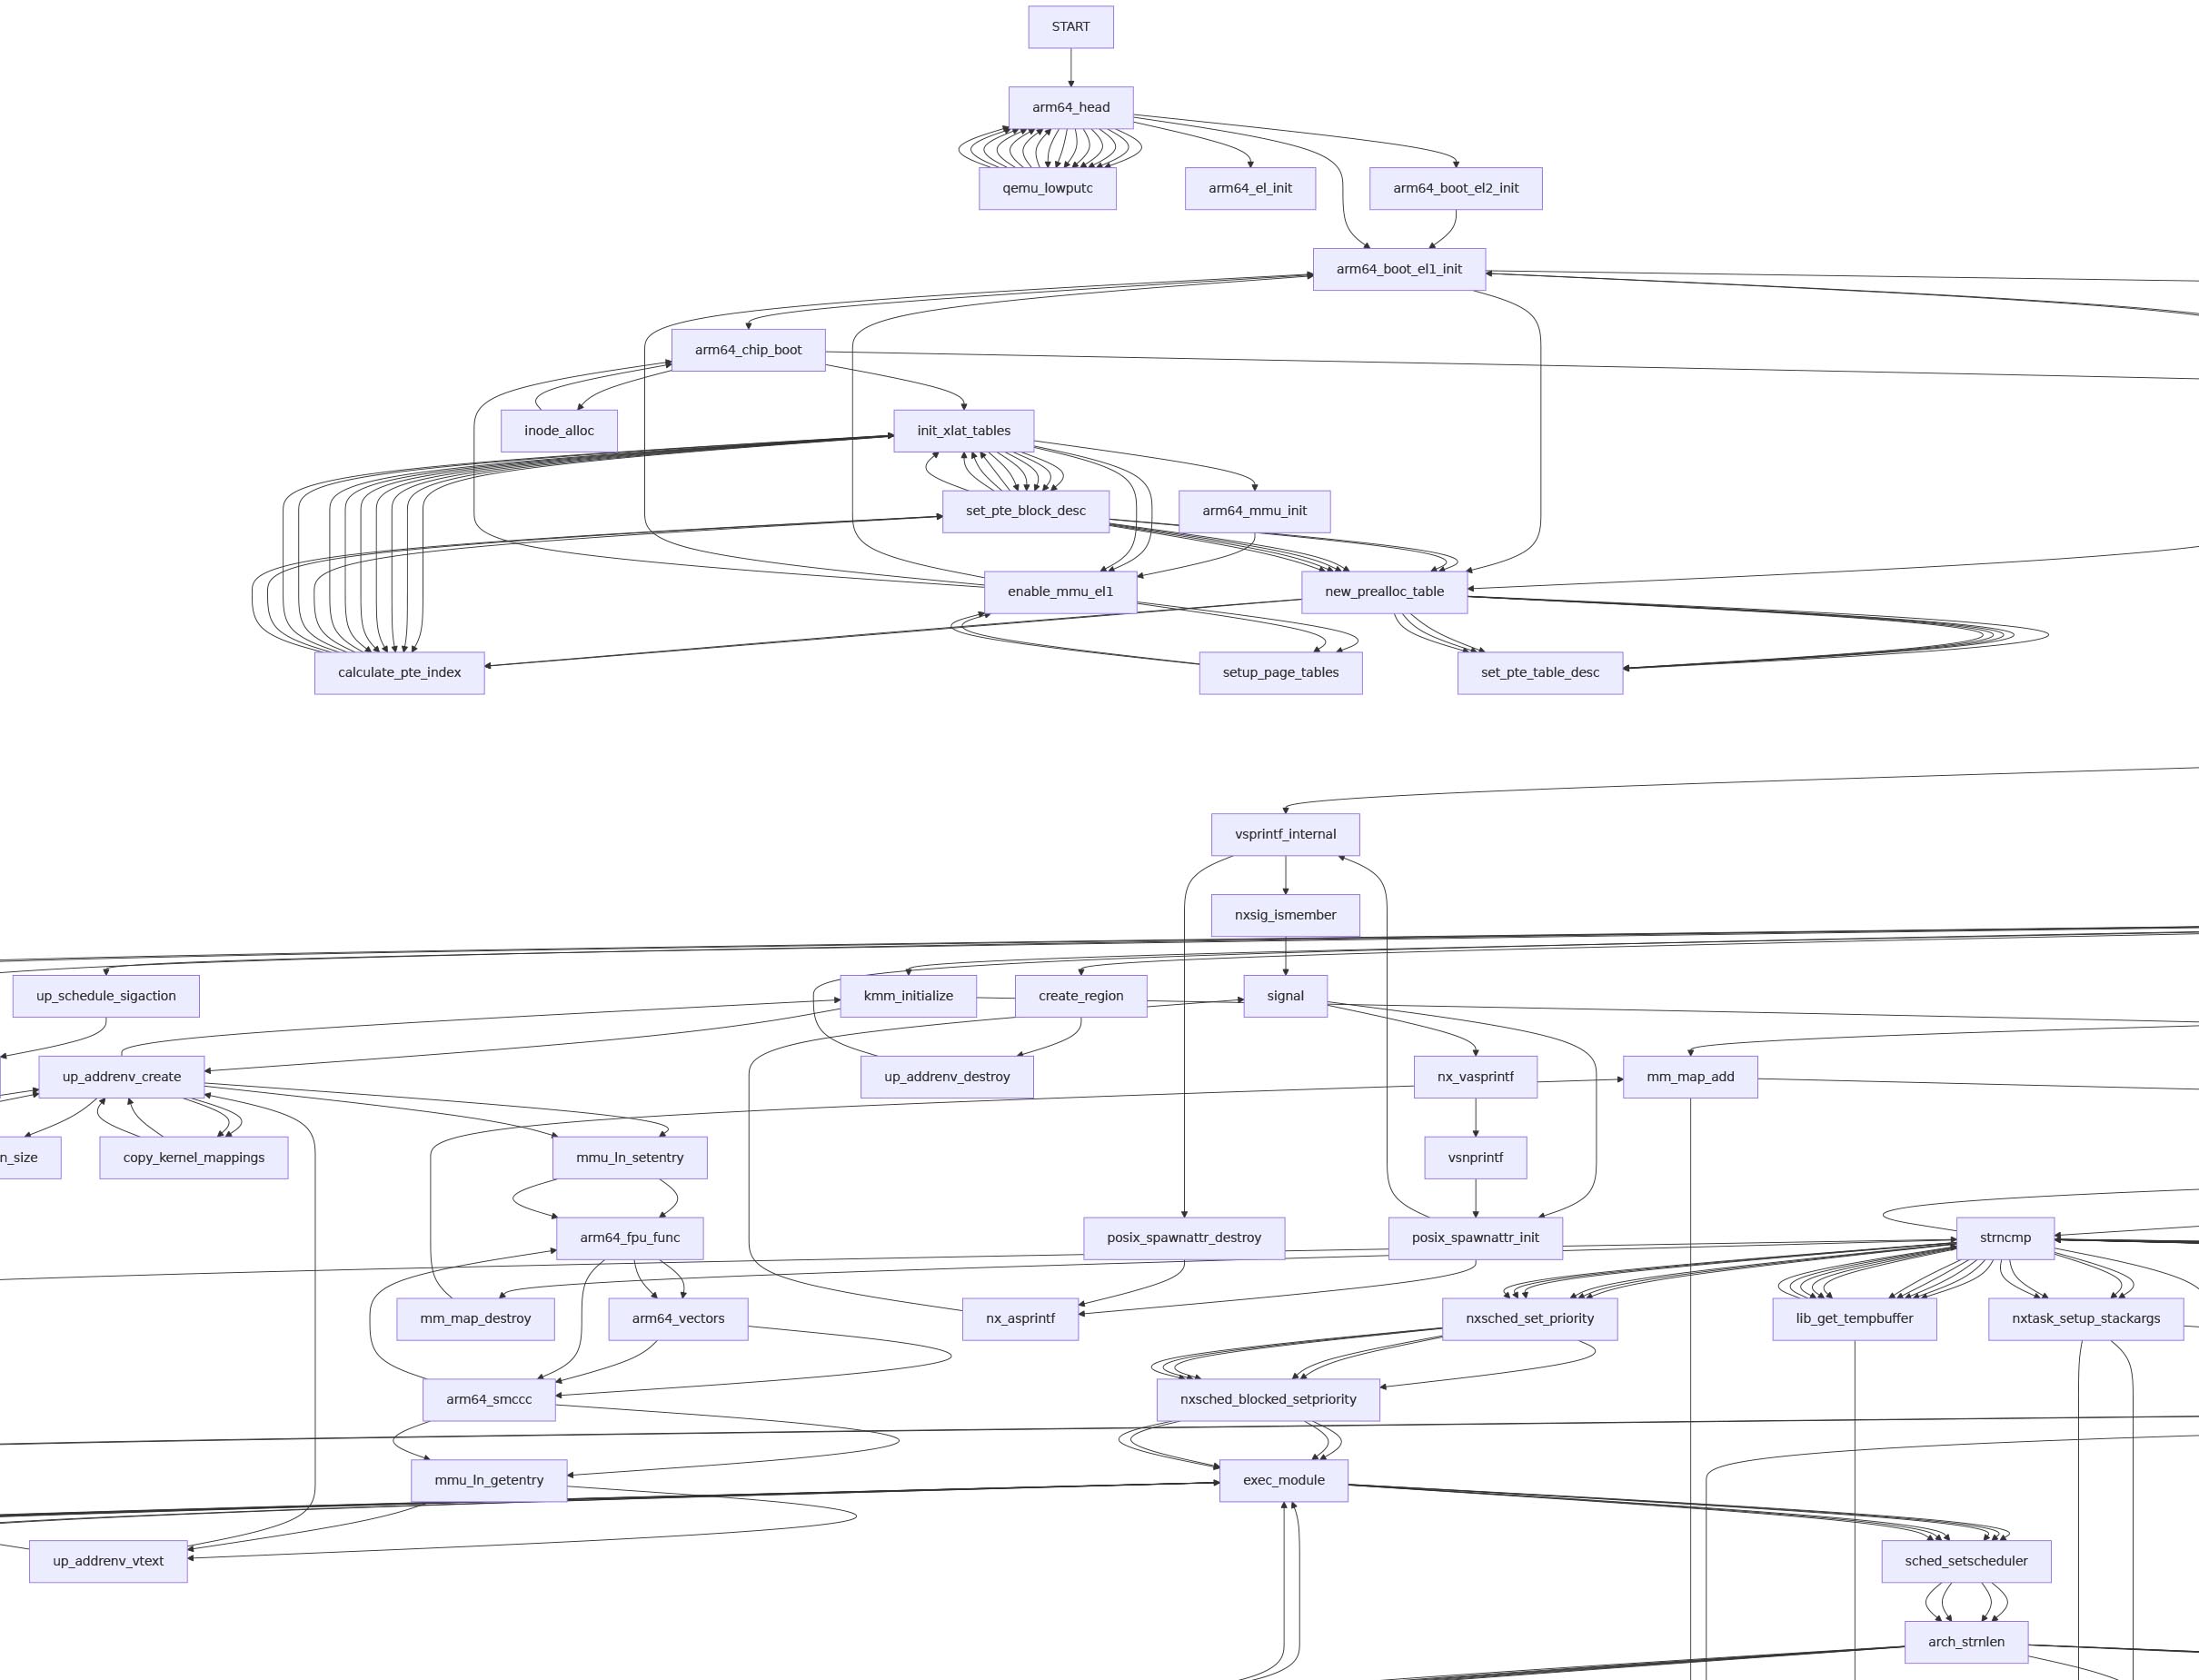 START
arm64_head
qemu_lowputc
arm64_el_init
arm64_boot_el2_init
arm64_boot_el1_init
arm64_chip_boot
inode_alloc
init_xlat_tables
set_pte_block_desc
arm64_mmu_init
enable_mmu_el1
new_prealloc_table
calculate_pte_index
setup_page_tables
set_pte_table_desc
vsprintf_internal
nxsig_ismember
up_schedule_sigaction
kmm_initialize
create_region
signal
up_addrenv_create
up_addrenv_destroy
nx_vasprintf
mm_map_add
n_size
copy_kernel_mappings
mmu_ln_setentry
vsnprintf
arm64_fpu_func
posix_spawnattr_destroy
posix_spawnattr_init
strncmp
mm_map_destroy
arm64_vectors
nx_asprintf
nxsched_set_priority
lib_get_tempbuffer
nxtask_setup_stackargs
arm64_smccc
nxsched_blocked_setpriority
mmu_ln_getentry
exec_module
up_addrenv_vtext
sched_setscheduler
arch_strnlen